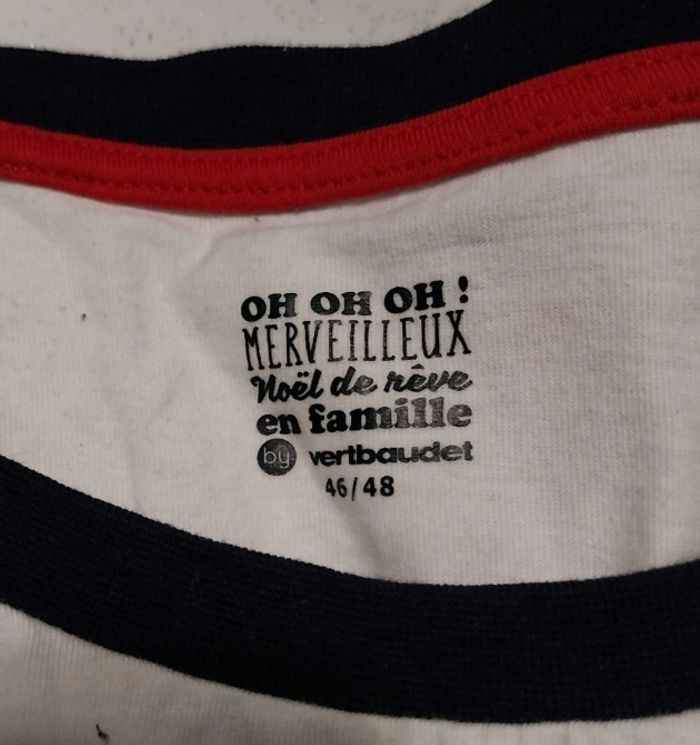 OH OH OH !
MERVEILLEUX
Noël de rêve
en famille
by vertbaudet
46/48